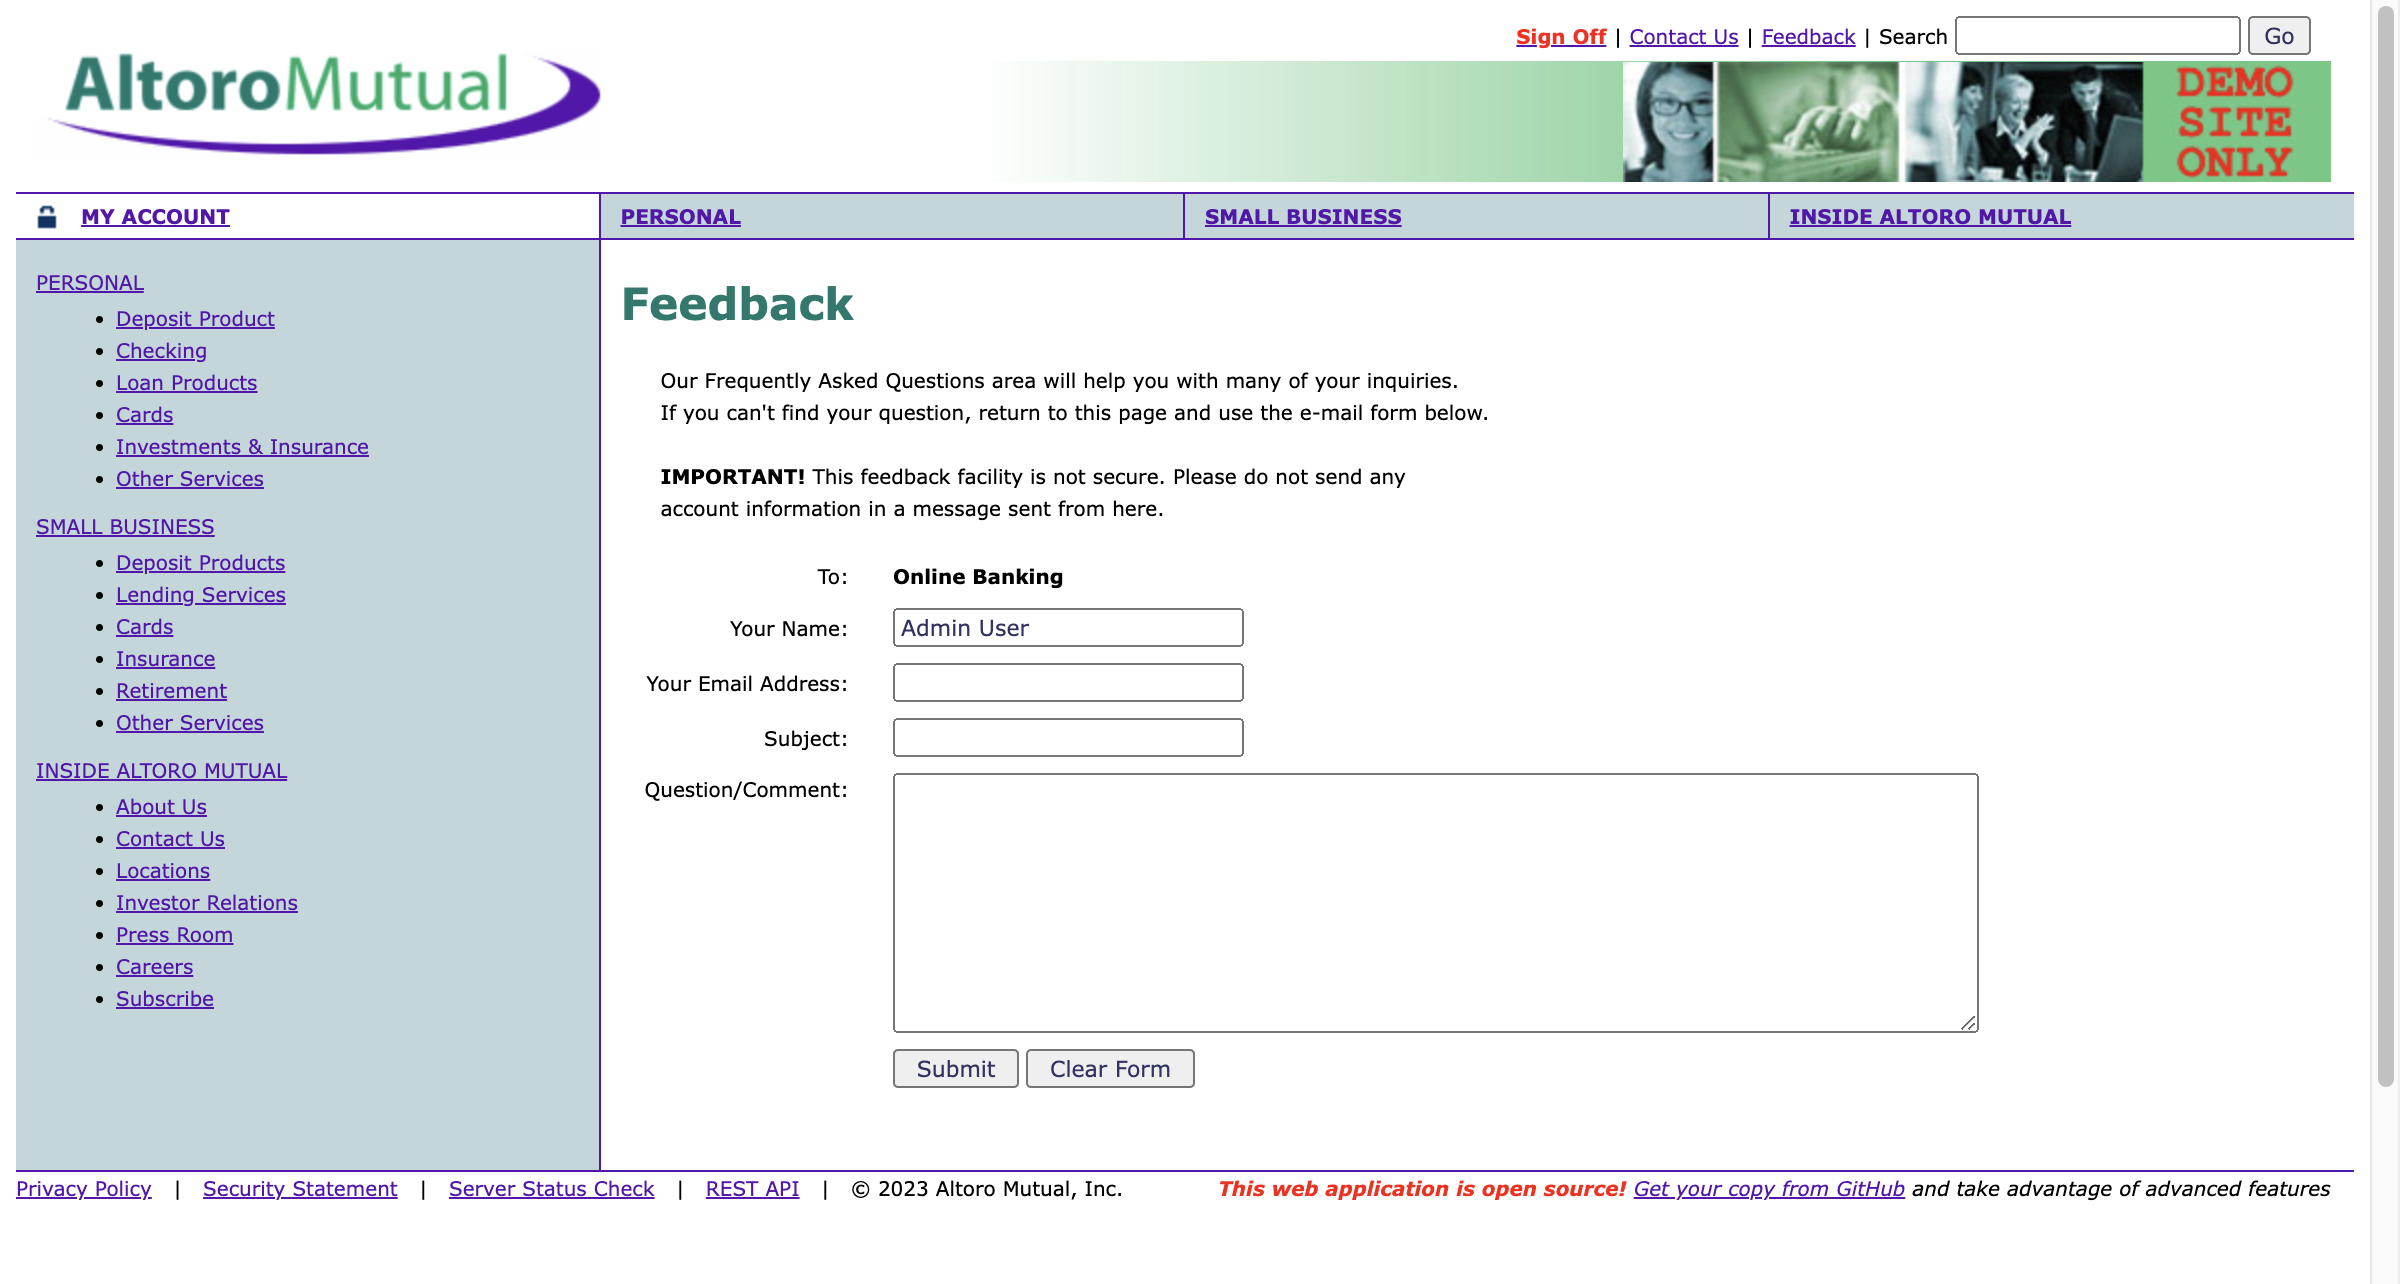 Sign Off | Contact Us | Feedback | Search Go
AltoroMutual
DEMO
SITE
ONLY
MY ACCOUNT
PERSONAL
SMALL BUSINESS
INSIDE ALTORO MUTUAL
PERSONAL
Deposit Product
Checking
Loan Products
Cards
Investments & Insurance
Other Services
SMALL BUSINESS
Deposit Products
Lending Services
Cards
Insurance
Retirement
Other Services
INSIDE ALTORO MUTUAL
About Us
Contact Us
Locations
Investor Relations
Press Room
Careers
Subscribe
Feedback
Our Frequently Asked Questions area will help you with many of your inquiries.
If you can't find your question, return to this page and use the e-mail form below.
IMPORTANT! This feedback facility is not secure. Please do not send any
account information in a message sent from here.
To: Online Banking
Your Name: Admin User
Your Email Address:
Subject:
Question/Comment:
Submit Clear Form
Privacy Policy | Security Statement | Server Status Check | REST API | © 2023 Altoro Mutual, Inc. This web application is open source! Get your copy from GitHub and take advantage of advanced features